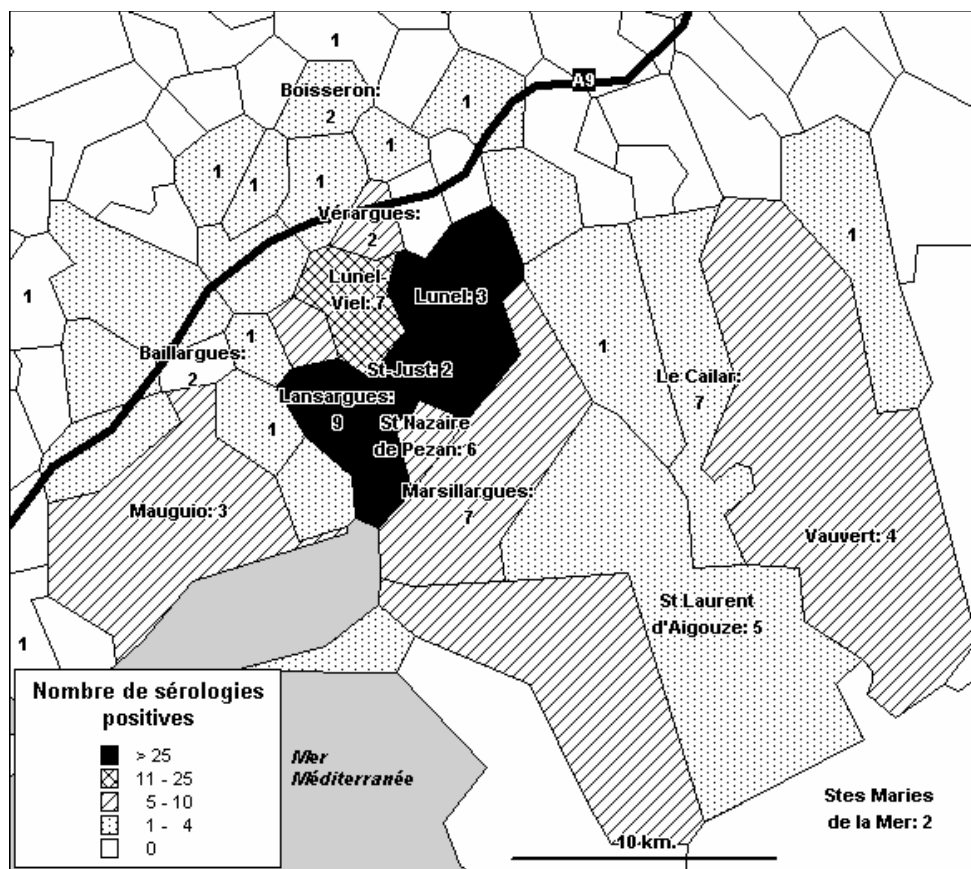 1
Boisseron:
2
A9
1
1
1
1
1
Vérargues:
2
1
Lunel-
Viel: 7
Lunel: 3
1
1
1
Baillargues:
2
St-Just: 2
Le Cailar:
7
Lansargues:
9
1
St Nazaire
de Pezan: 6
Marsillargues:
7
Mauguio: 3
Vauvert: 4
St Laurent
d'Aigouze: 5
1
Nombre de sérologies
positives
> 25
11 - 25
5 - 10
1 - 4
0
Mer
Méditerranée
Stes Maries
de la Mer: 2
10 km.